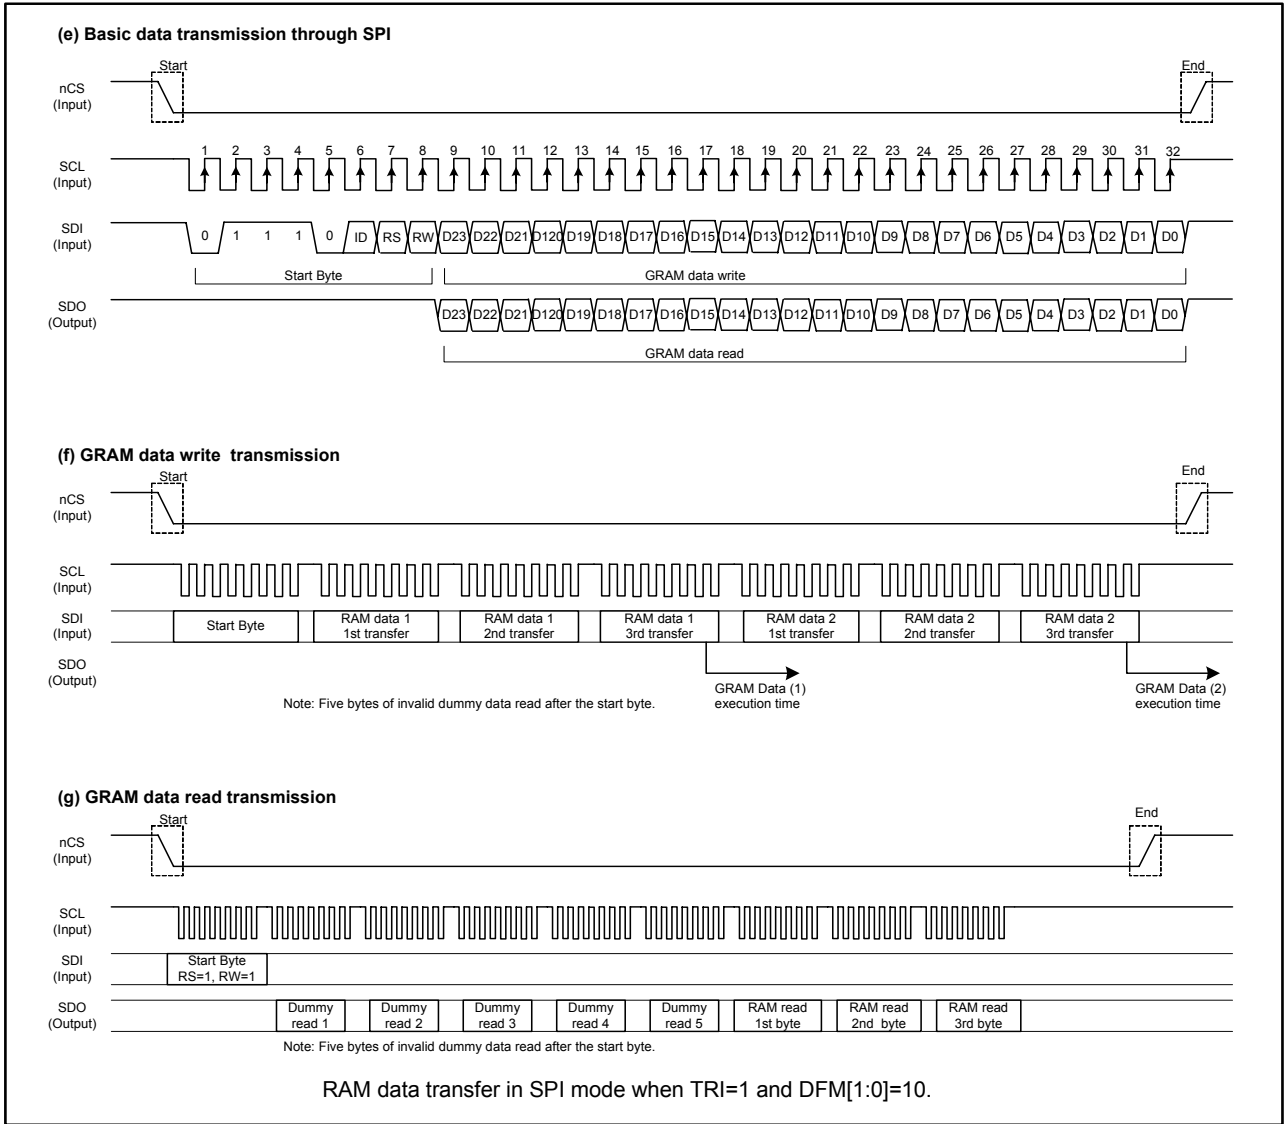 (e) Basic data transmission through SPI
Start
End
nCS
(Input)
1 2 3 4 5 6 7 8 9 10 11 12 13 14 15 16 17 18 19 20 21 22 23 24 25 26 27 28 29 30 31 32
SCL
(Input)
SDI
(Input)
0 1 1 1 0 ID RS RW D23 D22 D21 D120 D19 D18 D17 D16 D15 D14 D13 D12 D11 D10 D9 D8 D7 D6 D5 D4 D3 D2 D1 D0
Start Byte
GRAM data write
SDO
(Output)
D23 D22 D21 D120 D19 D18 D17 D16 D15 D14 D13 D12 D11 D10 D9 D8 D7 D6 D5 D4 D3 D2 D1 D0
GRAM data read
(f) GRAM data write transmission
Start
End
nCS
(Input)
SCL
(Input)
SDI
(Input)
Start Byte
RAM data 1
1st transfer
RAM data 1
2nd transfer
RAM data 1
3rd transfer
RAM data 2
1st transfer
RAM data 2
2nd transfer
RAM data 2
3rd transfer
SDO
(Output)
GRAM Data (1)
execution time
GRAM Data (2)
execution time
Note: Five bytes of invalid dummy data read after the start byte.
(g) GRAM data read transmission
Start
End
nCS
(Input)
SCL
(Input)
SDI
(Input)
Start Byte
RS=1, RW=1
SDO
(Output)
Dummy
read 1
Dummy
read 2
Dummy
read 3
Dummy
read 4
Dummy
read 5
RAM read
1st byte
RAM read
2nd byte
RAM read
3rd byte
Note: Five bytes of invalid dummy data read after the start byte.
RAM data transfer in SPI mode when TRI=1 and DFM[1:0]=10.